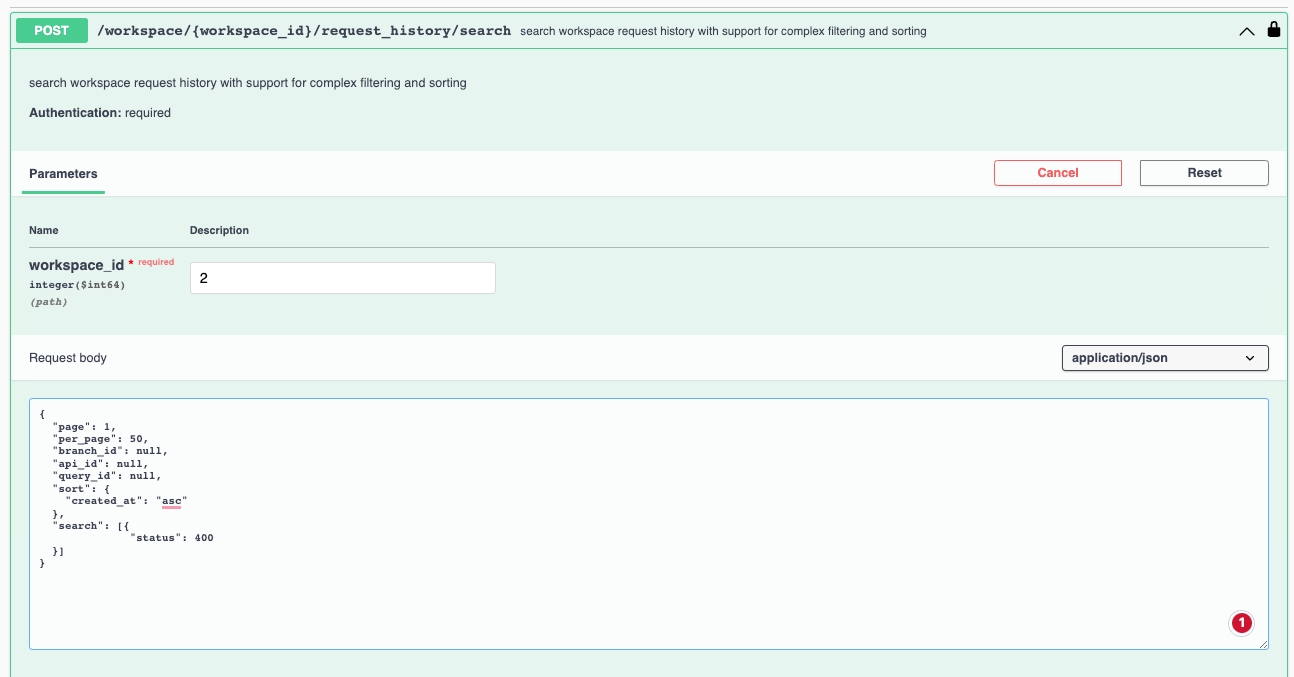 POST /workspace/{workspace_id}/request_history/search search workspace request history with support for complex filtering and sorting
search workspace request history with support for complex filtering and sorting
Authentication: required
Parameters Cancel Reset
Name Description
workspace_id * required
integer($int64)
(path)
2
Request body application/json
{
  "page": 1,
  "per_page": 50,
  "branch_id": null,
  "api_id": null,
  "query_id": null,
  "sort": {
    "created_at": "asc"
  },
  "search": [{
              "status": 400
  }]
}
1